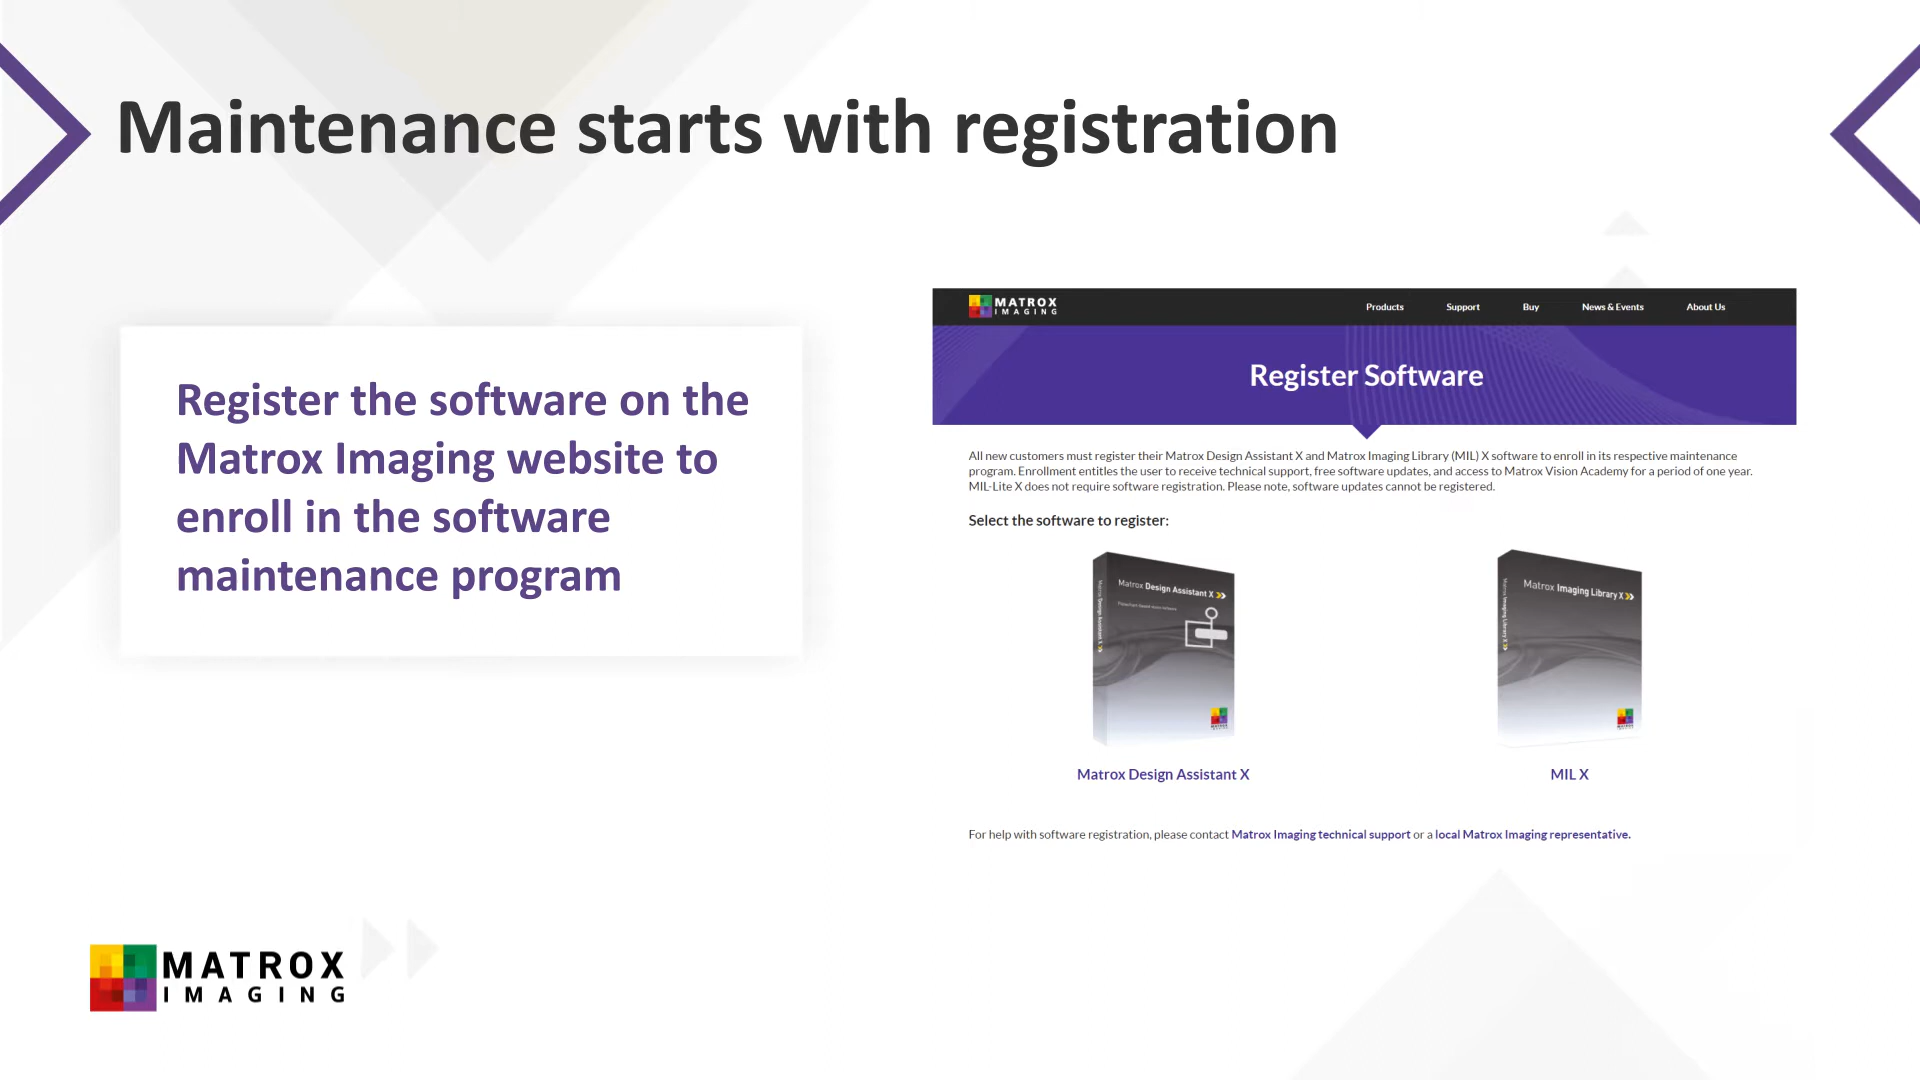 Maintenance starts with registration
Register the software on the
Matrox Imaging website to
enroll in the software
maintenance program
MATROX
IMAGING
Products Support Buy News & Events About Us
Register Software
All new customers must register their Matrox Design Assistant X and Matrox Imaging Library (MIL) X software to enroll in its respective maintenance
program. Enrollment entitles the user to receive technical support, free software updates, and access to Matrox Vision Academy for a period of one year.
MIL-Lite X does not require software registration. Please note, software updates cannot be registered.
Select the software to register:
Matrox Design Assistant X
Matrox Design Assistant X
Matrox Imaging Library X
Matrox Imaging Library X
Matrox Design Assistant X
MIL X
For help with software registration, please contact Matrox Imaging technical support or a local Matrox Imaging representative.
MATROX
IMAGING